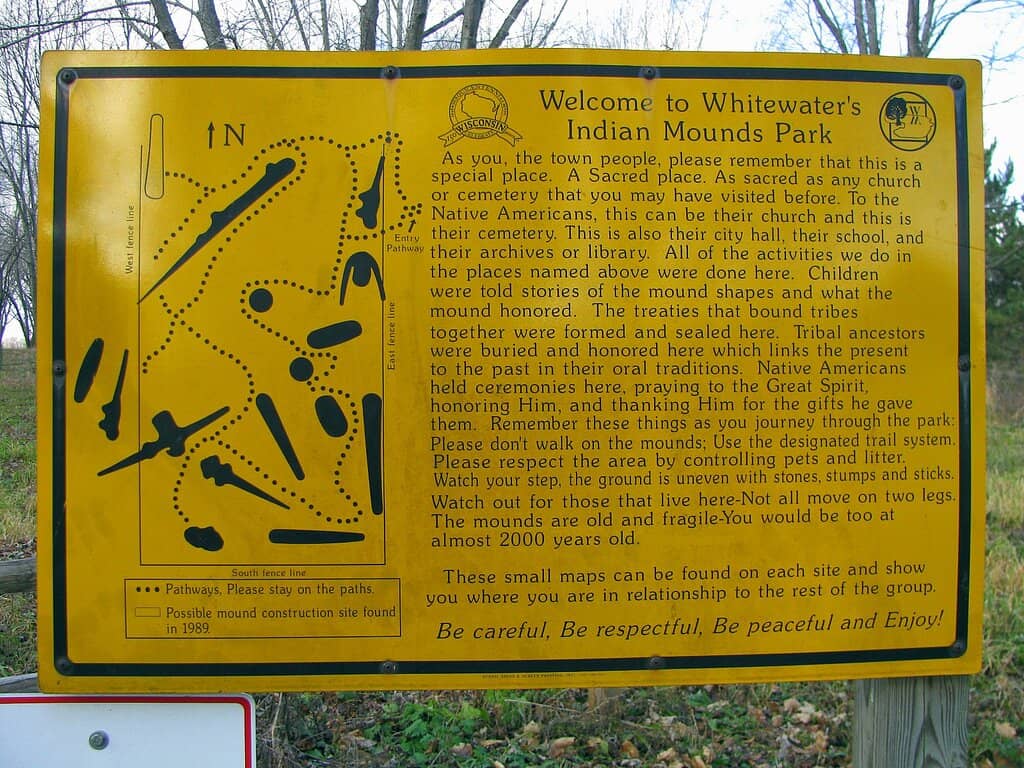 Welcome to Whitewater's
Indian Mounds Park
WISCONSIN
W
N
As you, the town people, please remember that this is a
special place. A Sacred place. As sacred as any church
or cemetery that you may have visited before. To the
Native Americans, this can be their church and this is
their cemetery. This is also their city hall, their school, and
their archives or library. All of the activities we do in
the places named above were done here. Children
were told stories of the mound shapes and what the
mound honored. The treaties that bound tribes
together were formed and sealed here. Tribal ancestors
were buried and honored here which links the present
to the past in their oral traditions. Native Americans
held ceremonies here, praying to the Great Spirit,
honoring Him, and thanking Him for the gifts he gave
them. Remember these things as you journey through the park:
Please don't walk on the mounds; Use the designated trail system.
Please respect the area by controlling pets and litter.
Watch your step, the ground is uneven with stones, stumps and sticks.
Watch out for those that live here-Not all move on two legs.
The mounds are old and fragile-You would be too at
almost 2000 years old.
These small maps can be found on each site and show
you where you are in relationship to the rest of the group.
Be careful, Be respectful, Be peaceful and Enjoy!
West fence line
Entry
Pathway
East fence line
South fence line
Pathways, Please stay on the paths.
Possible mound construction site found
in 1989.